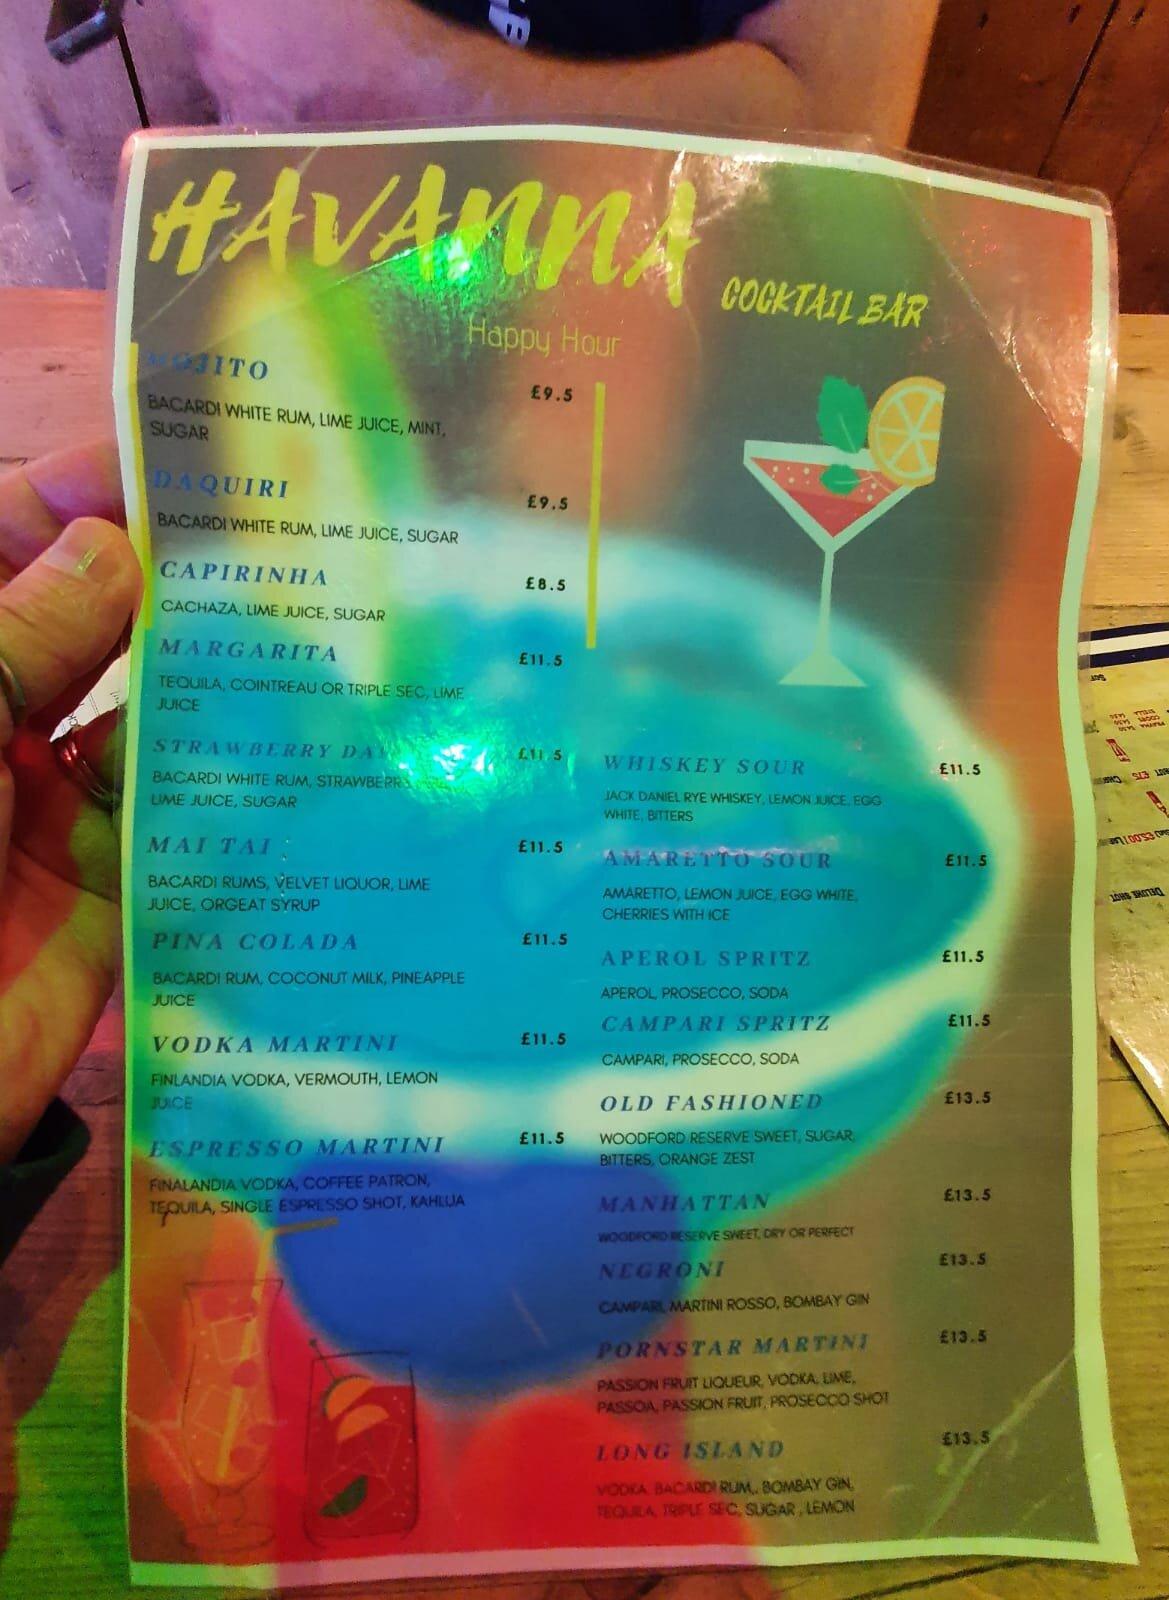 HAVANNA
COCKTAIL BAR
Happy Hour
MOJITO £9.5
BACARDI WHITE RUM, LIME JUICE, MINT,
SUGAR
DAQUIRI £9.5
BACARDI WHITE RUM, LIME JUICE, SUGAR
CAPIRINHA £8.5
CACHAZA, LIME JUICE, SUGAR
MARGARITA £11.5
TEQUILA, COINTREAU OR TRIPLE SEC, LIME
JUICE
STRAWBERRY £11.5
BACARDI WHITE RUM,
LIME JUICE, SUGAR
MAI TAI £11.5
BACARDI RUMS, VELVET LIQUOR, LIME
JUICE, ORGEAT SYRUP
PINA COLADA £11.5
BACARDI RUM, COCONUT MILK, PINEAPPLE
JUICE
VODKA MARTINI £11.5
FINLANDIA VODKA, VERMOUTH, LEMON
JUICE
ESPRESSO MARTINI £11.5
FINALANDIA VODKA, COFFEE PATRON,
TEQUILA, SINGLE ESPRESSO SHOT, KAHLUA
WHISKEY SOUR £11.5
JACK DANIEL RYE WHISKEY, LEMON JUICE, EGG
WHITE, BITTERS
AMARETTO SOUR £11.5
AMARETTO, LEMON JUICE, EGG WHITE,
CHERRIES WITH ICE
APEROL SPRITZ £11.5
APEROL, PROSECCO, SODA
CAMPARI SPRITZ £11.5
CAMPARI, PROSECCO, SODA
OLD FASHIONED £13.5
WOODFORD RESERVE SWEET, SUGAR,
BITTERS, ORANGE ZEST
MANHATTAN £13.5
WOODFORD RESERVE SWEET, DRY OR PERFECT
NEGRONI £13.5
CAMPARI, MARTINI ROSSO, BOMBAY GIN
PORNSTAR MARTINI £13.5
PASSION FRUIT LIQUEUR, VODKA, LIME,
PASSOA, PASSION FRUIT, PROSECCO SHOT
LONG ISLAND £13.5
VODKA, BACARDI RUM,, BOMBAY GIN,
TEQUILA, TRIPLE SEC, SUGAR , LEMON